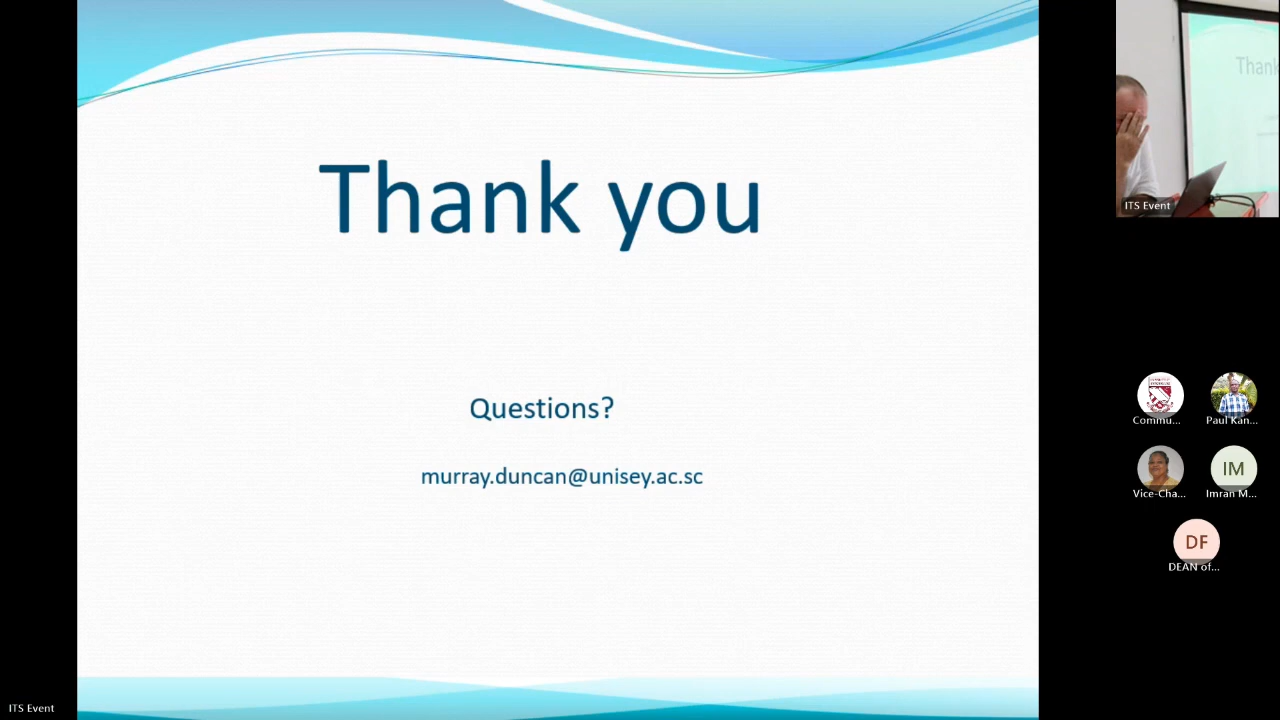 Thank you
Questions?
murray.duncan@unisey.ac.sc
Thank
ITS Event
Commu...
Paul Kan...
Vice-Cha...
IM
Imran M...
DF
DEAN of...
ITS Event